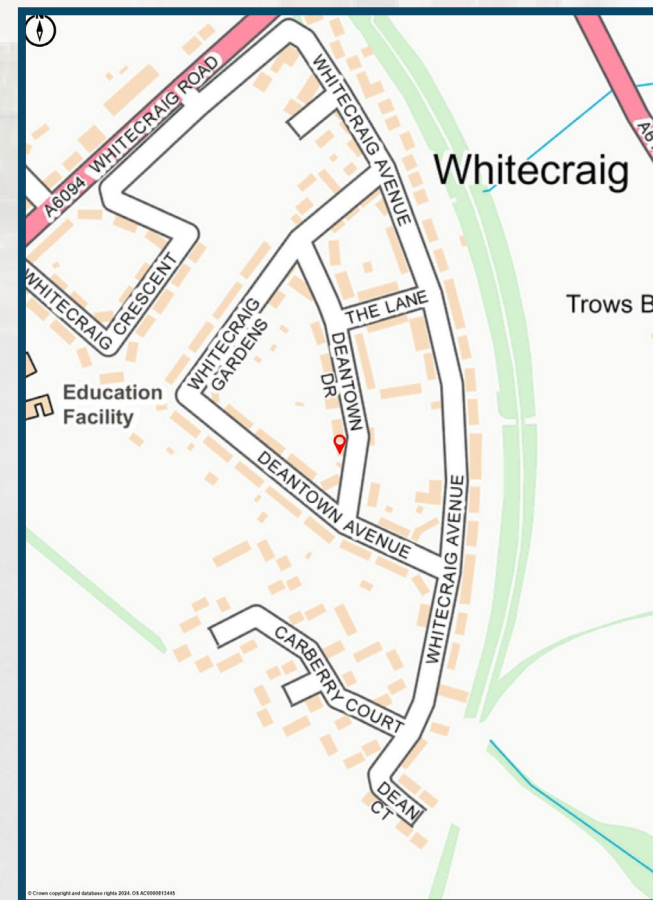 N
WHITECRAIG ROAD
A6094
WHITECRAIG AVENUE
Whitecraig
WHITECRAIG CRESCENT
THE LANE
Trows B
WHITECRAIG
GARDENS
DEANTOWN
DR
Education
Facility
DEANTOWN AVENUE
WHITECRAIG AVENUE
CARBERRY COURT
DEAN
CT
© Crown copyright and database rights 2024. OS AC0000813445